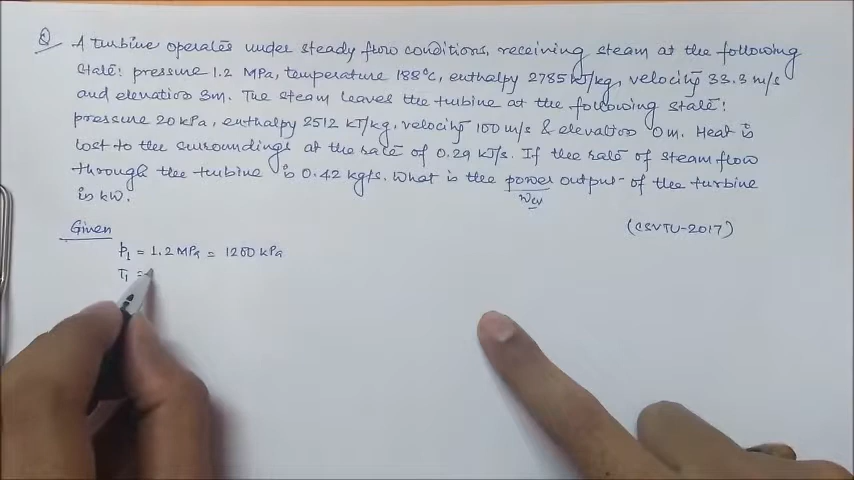 Q A turbine operates under steady flow conditions, receiving steam at the following
state: pressure 1.2 MPa, temperature 188°c, enthalpy 2785 kJ/kg, velocity 33.3 m/s
and elevation 3m. The steam leaves the turbine at the following state:
pressure 20 kPa, enthalpy 2512 kJ/kg, velocity 100 m/s & elevation 0 m. Heat is
lost to the surroundings at the rate of 0.29 kJ/s. If the rate of steam flow
through the turbine is 0.42 kg/s. What is the power output of the turbine
in kW.
Wcv
(CSVTU-2017)
Given
P1 = 1.2 MPa = 1200 kPa
T1 =